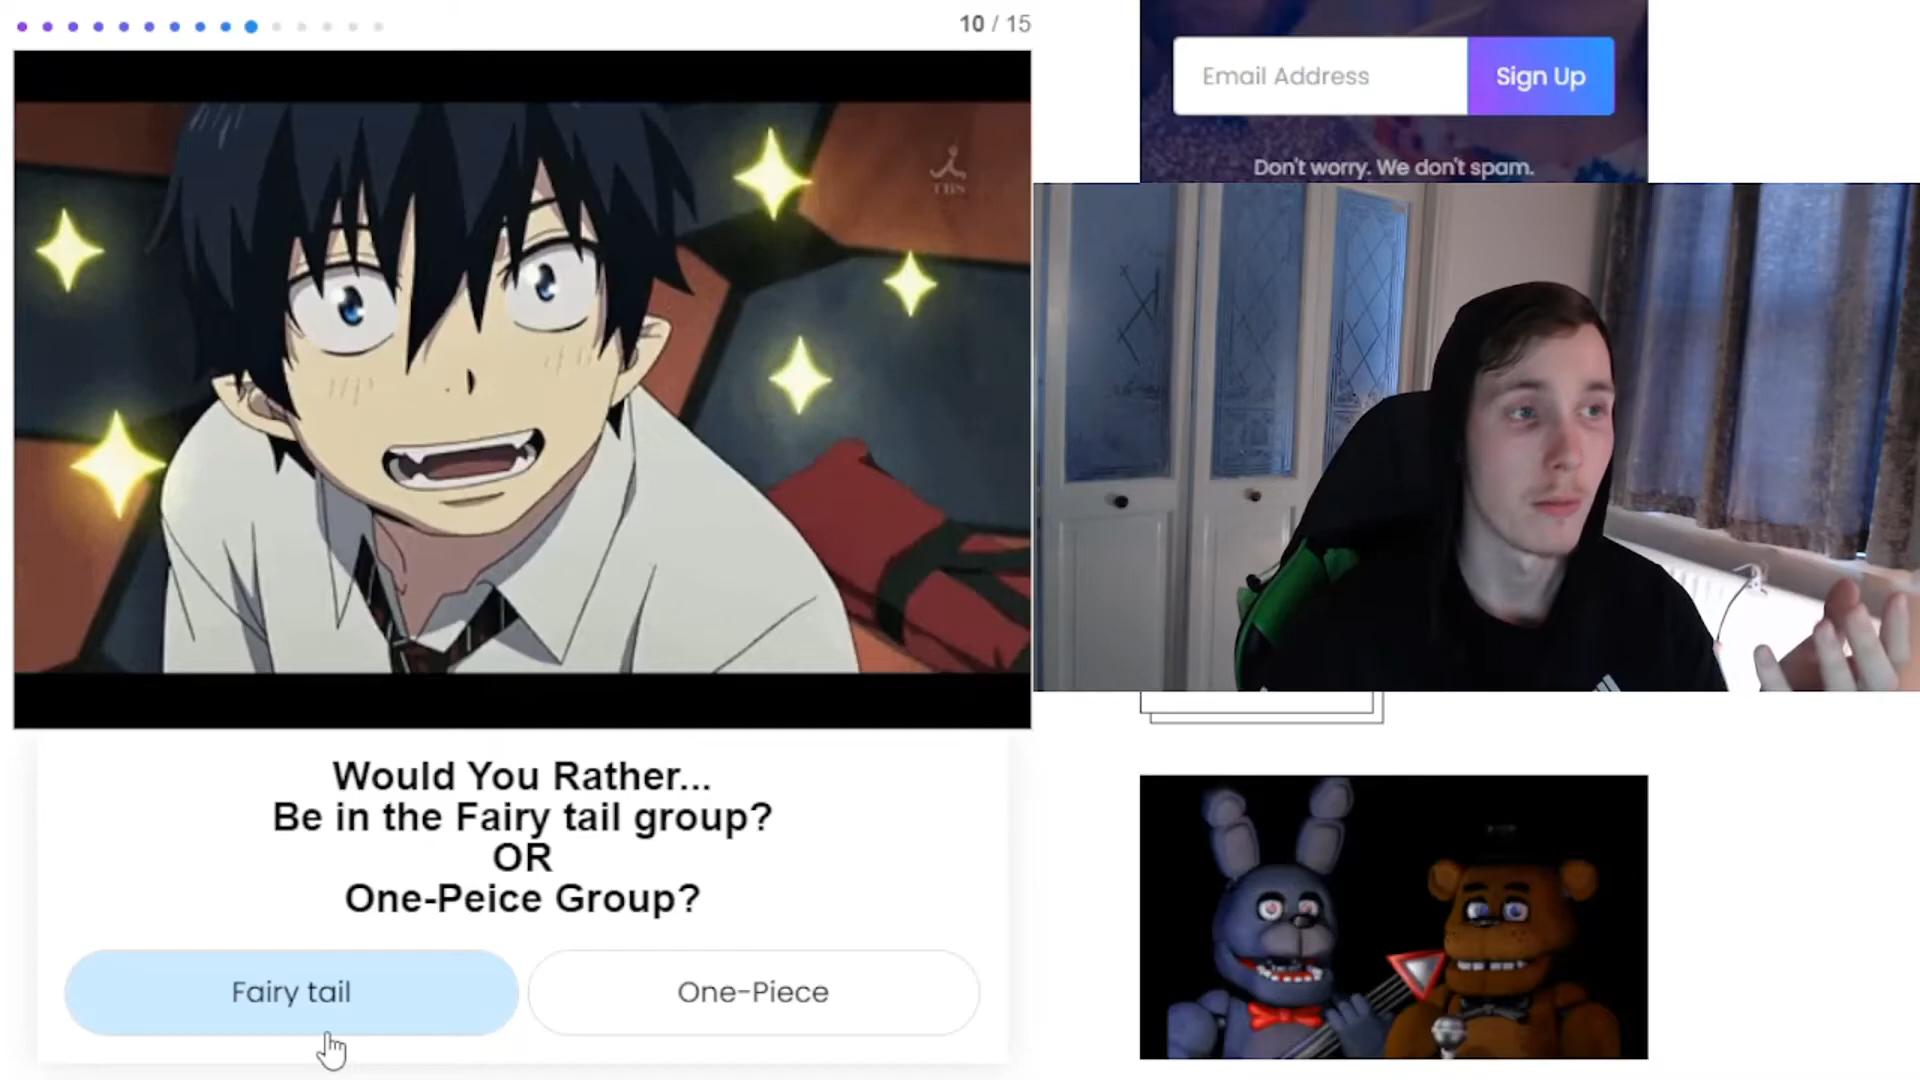 10 / 15
TBS
Would You Rather...
Be in the Fairy tail group?
OR
One-Peice Group?
Fairy tail
One-Piece
Email Address
Sign Up
Don't worry. We don't spam.